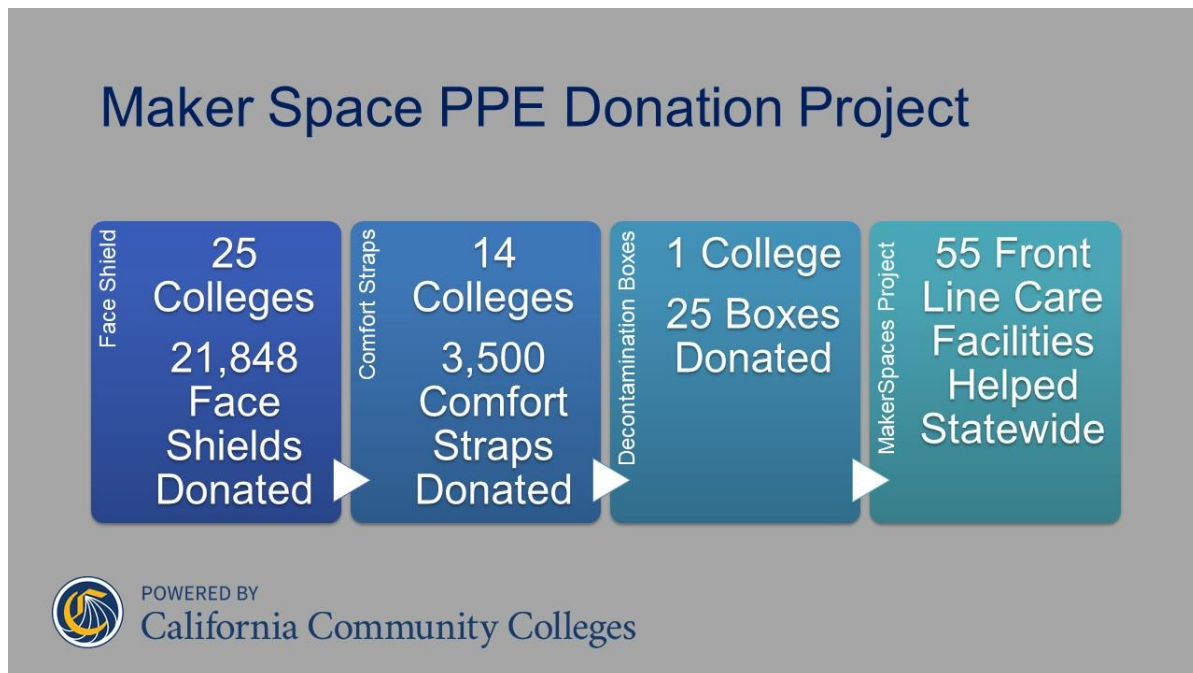 Maker Space PPE Donation Project
Face Shield
25
Colleges
21,848
Face
Shields
Donated
Comfort Straps
14
Colleges
3,500
Comfort
Straps
Donated
Decontamination Boxes
1 College
25 Boxes
Donated
MakerSpaces Project
55 Front
Line Care
Facilities
Helped
Statewide
POWERED BY
California Community Colleges